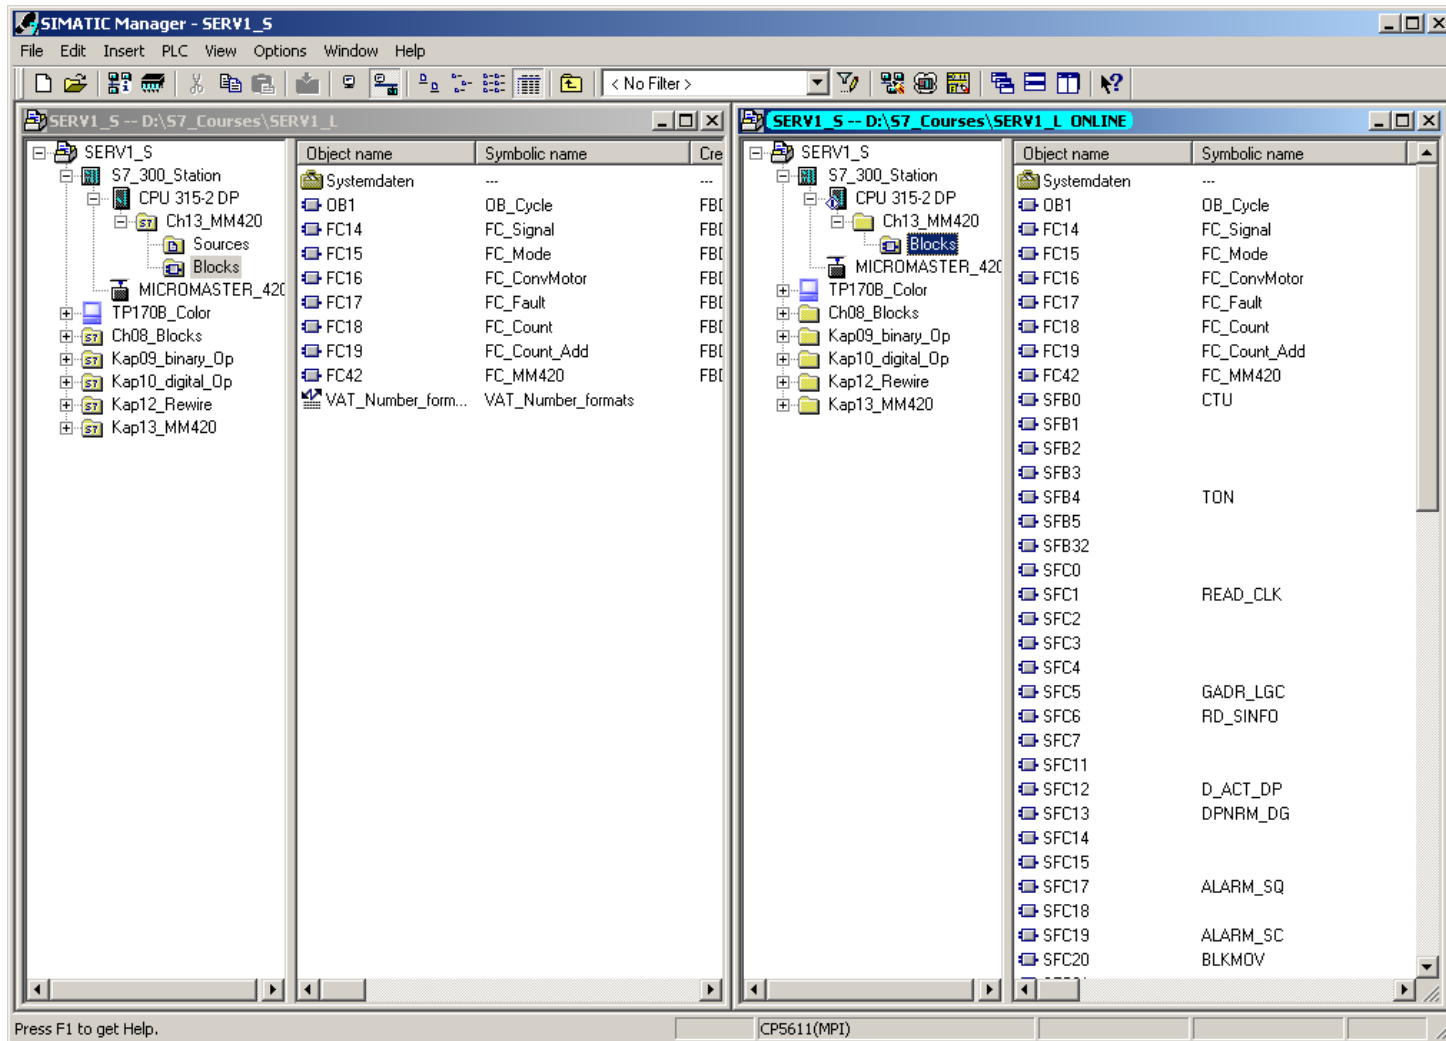 SIMATIC Manager - SERV1_S
File Edit Insert PLC View Options Window Help
< No Filter >
SERV1_S -- D:\S7_Courses\SERV1_L
SERV1_S
S7_300_Station
CPU 315-2 DP
Ch13_MM420
Sources
Blocks
MICROMASTER_420
TP170B_Color
Ch08_Blocks
Kap09_binary_Op
Kap10_digital_Op
Kap12_Rewire
Kap13_MM420
Object name Symbolic name Cre
Systemdaten --- ---
OB1 OB_Cycle FBD
FC14 FC_Signal FBD
FC15 FC_Mode FBD
FC16 FC_ConvMotor FBD
FC17 FC_Fault FBD
FC18 FC_Count FBD
FC19 FC_Count_Add FBD
FC42 FC_MM420 FBD
VAT_Number_form... VAT_Number_formats
SERV1_S -- D:\S7_Courses\SERV1_L ONLINE
SERV1_S
S7_300_Station
CPU 315-2 DP
Ch13_MM420
Blocks
MICROMASTER_420
TP170B_Color
Ch08_Blocks
Kap09_binary_Op
Kap10_digital_Op
Kap12_Rewire
Kap13_MM420
Object name Symbolic name
Systemdaten ---
OB1 OB_Cycle
FC14 FC_Signal
FC15 FC_Mode
FC16 FC_ConvMotor
FC17 FC_Fault
FC18 FC_Count
FC19 FC_Count_Add
FC42 FC_MM420
SFB0 CTU
SFB1
SFB2
SFB3
SFB4 TON
SFB5
SFB32
SFC0
SFC1 READ_CLK
SFC2
SFC3
SFC4
SFC5 GADR_LGC
SFC6 RD_SINFO
SFC7
SFC11
SFC12 D_ACT_DP
SFC13 DPNRM_DG
SFC14
SFC15
SFC17 ALARM_SQ
SFC18
SFC19 ALARM_SC
SFC20 BLKMOV
Press F1 to get Help. CP5611(MPI)